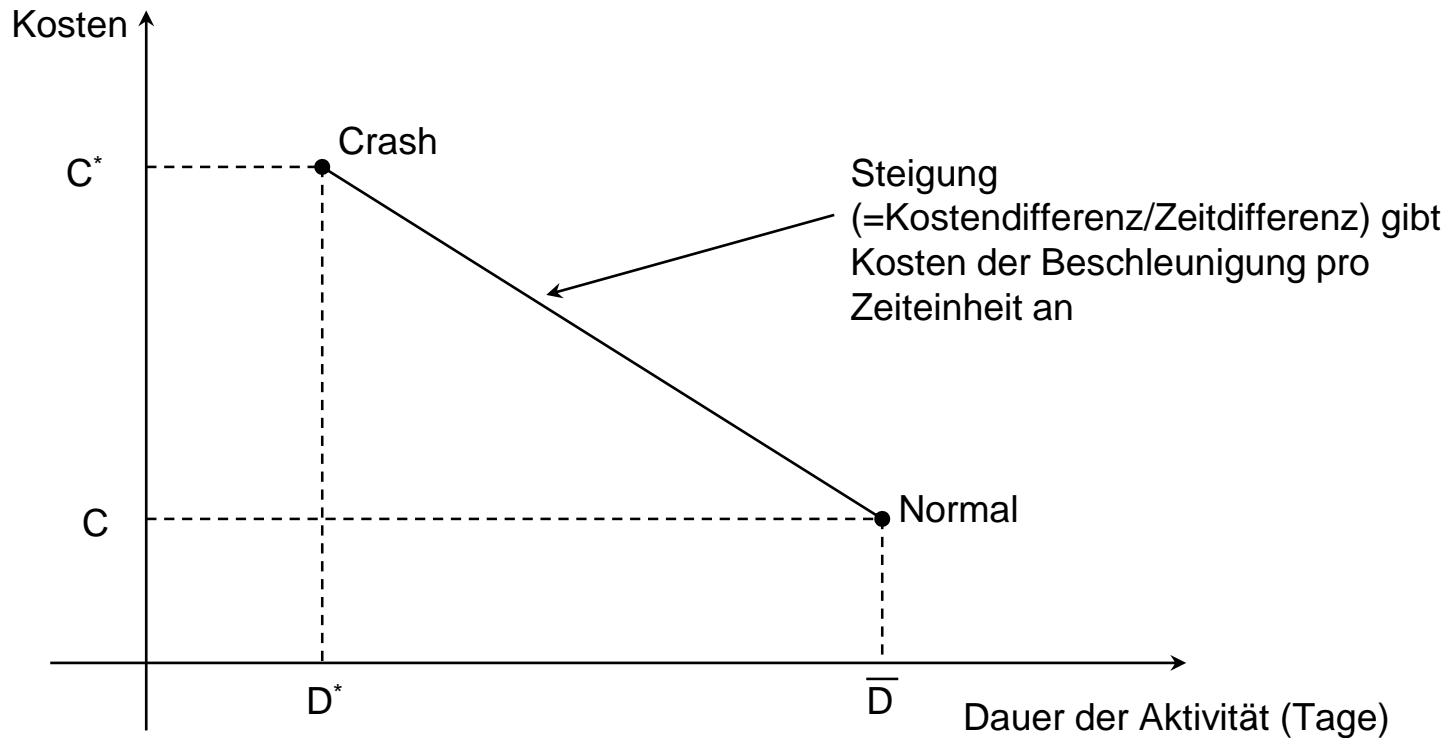 Kosten
Crash
C*
Steigung
(=Kostendifferenz/Zeitdifferenz) gibt
Kosten der Beschleunigung pro
Zeiteinheit an
Normal
C
D*
D̅
Dauer der Aktivität (Tage)